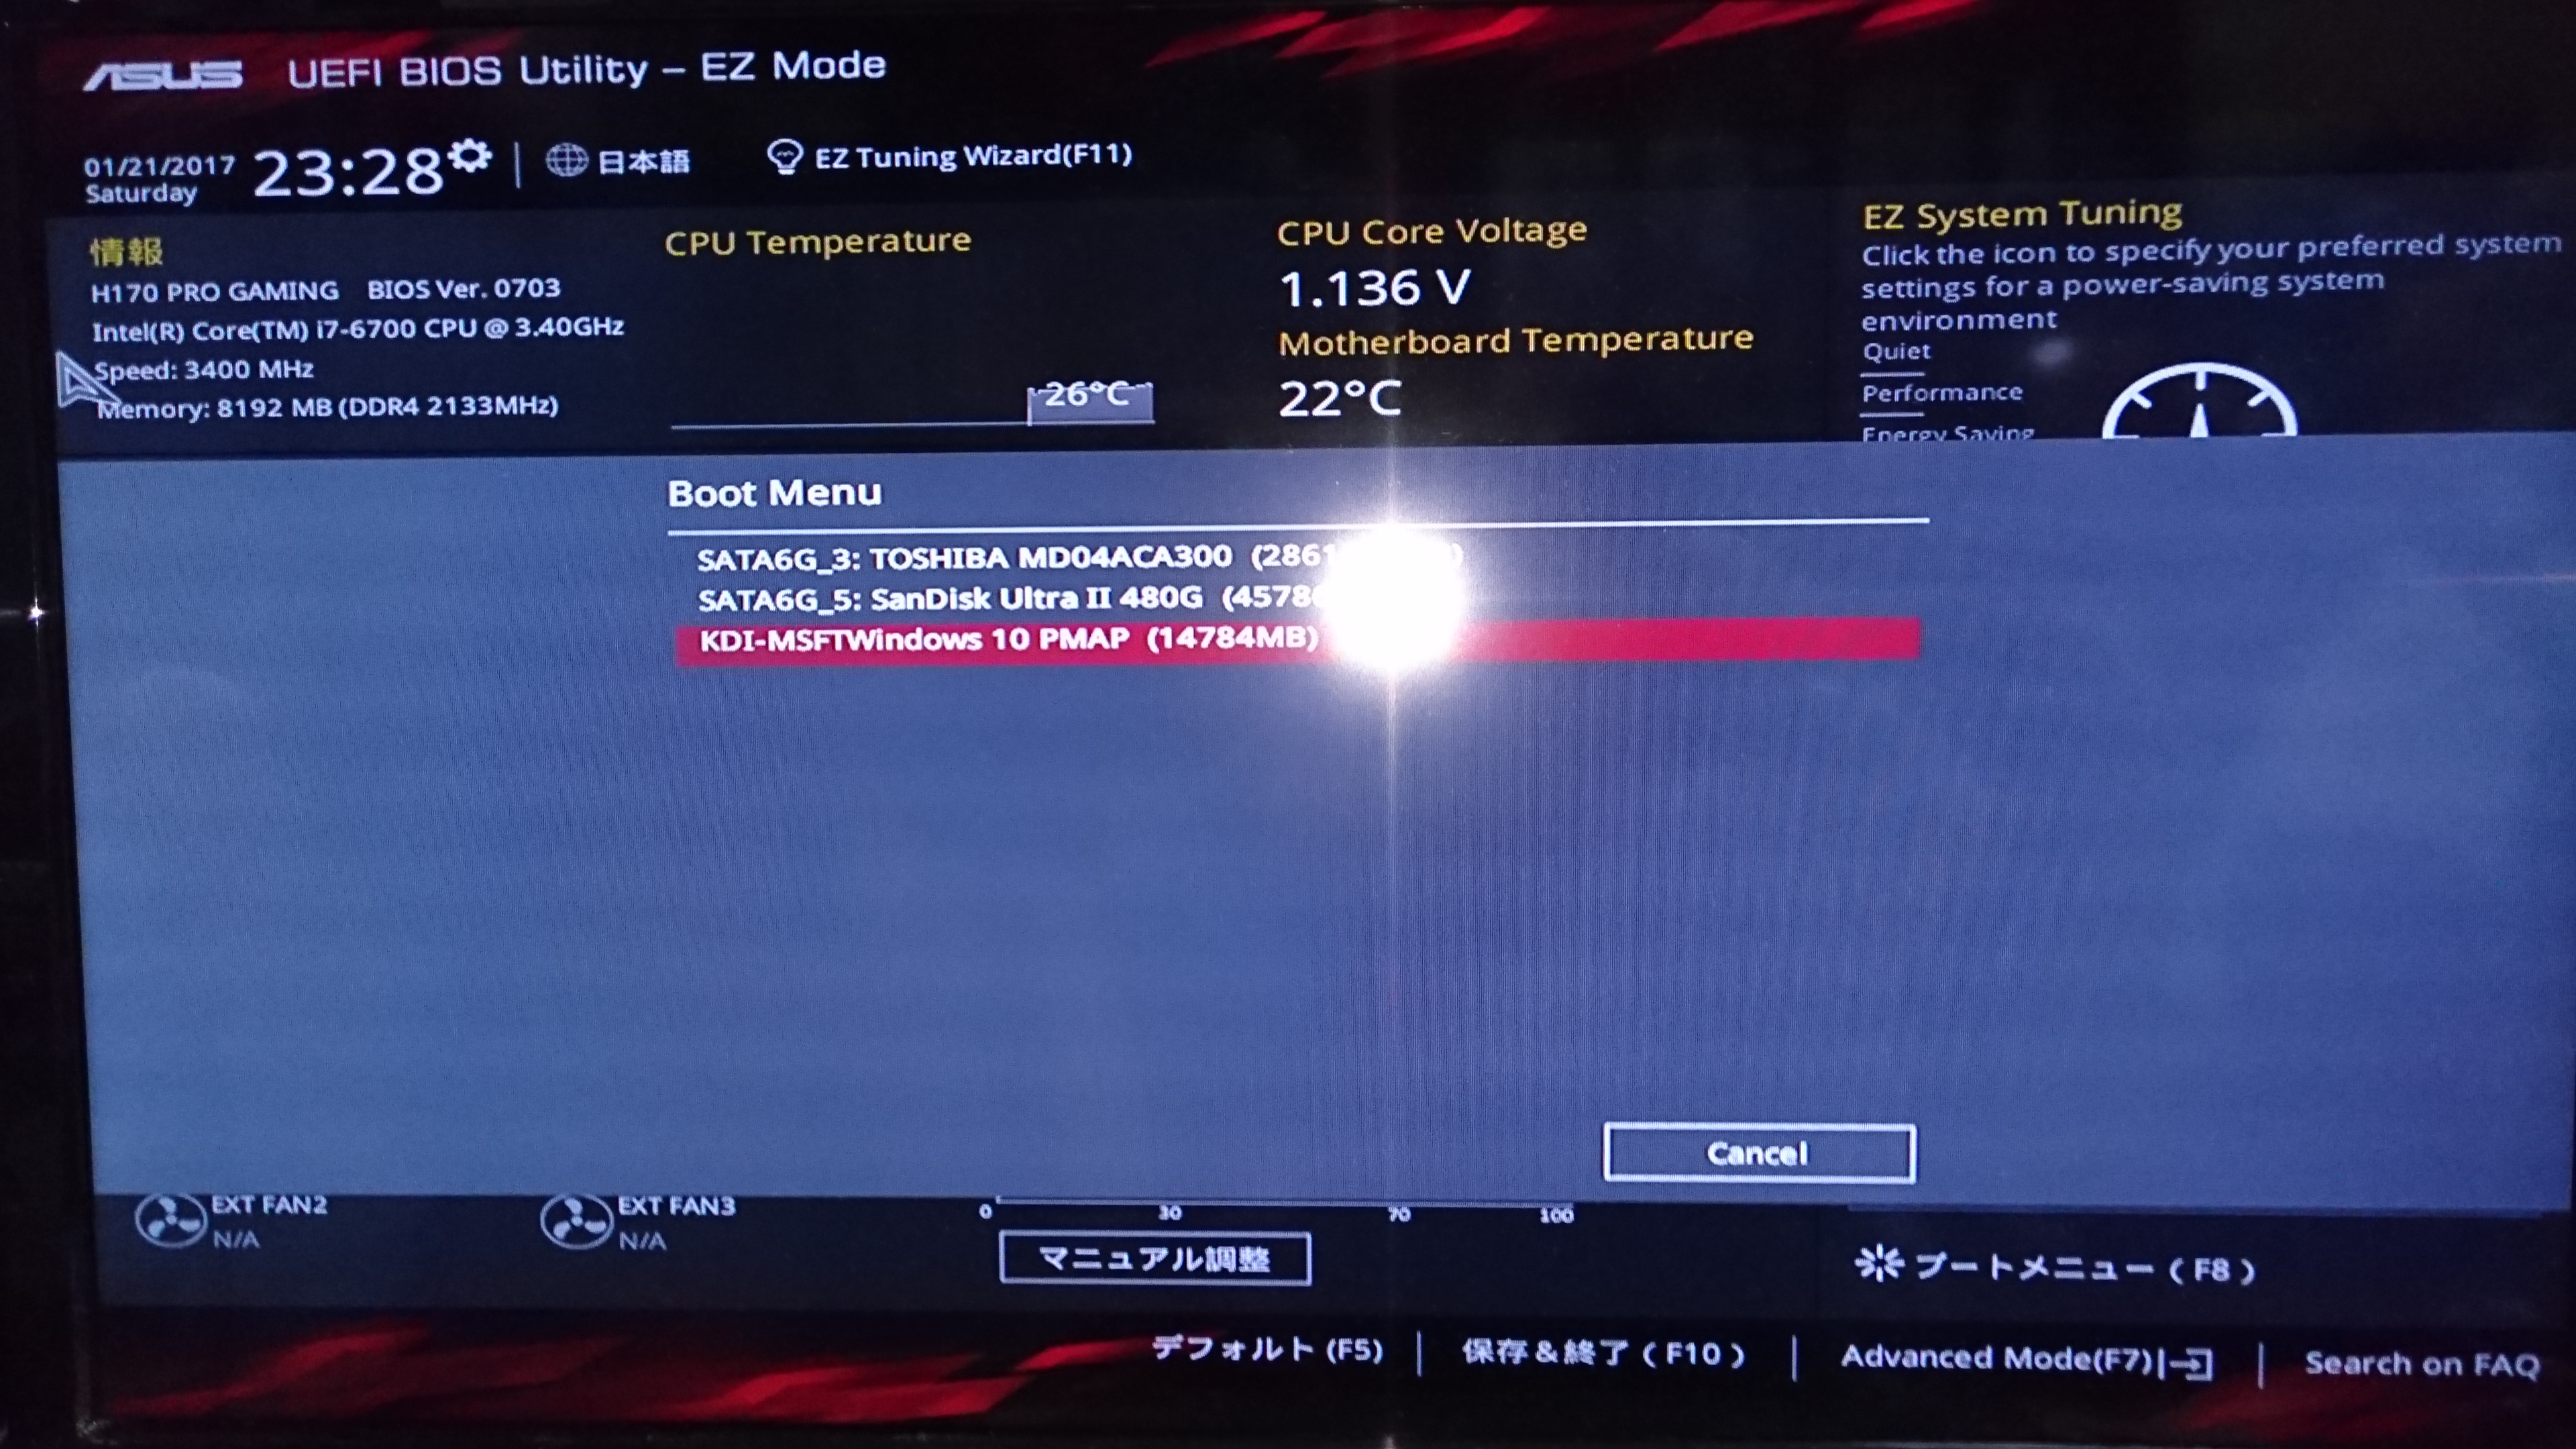 ASUS UEFI BIOS Utility – EZ Mode
01/21/2017
Saturday
23:28
日本語
EZ Tuning Wizard(F11)
情報
H170 PRO GAMING BIOS Ver. 0703
Intel(R) Core(TM) i7-6700 CPU @ 3.40GHz
Speed: 3400 MHz
Memory: 8192 MB (DDR4 2133MHz)
CPU Temperature
26°C
CPU Core Voltage
1.136 V
Motherboard Temperature
22°C
EZ System Tuning
Click the icon to specify your preferred system
settings for a power-saving system
environment
Quiet
Performance
Energy Saving
Boot Menu
SATA6G_3: TOSHIBA MD04ACA300
SATA6G_5: SanDisk Ultra II 480G
KDI-MSFTWindows 10 PMAP (14784MB)
Cancel
EXT FAN2
N/A
EXT FAN3
N/A
0 30 70 100
マニュアル調整
ブートメニュー(F8)
デフォルト(F5)
保存&終了(F10)
Advanced Mode(F7)
Search on FAQ